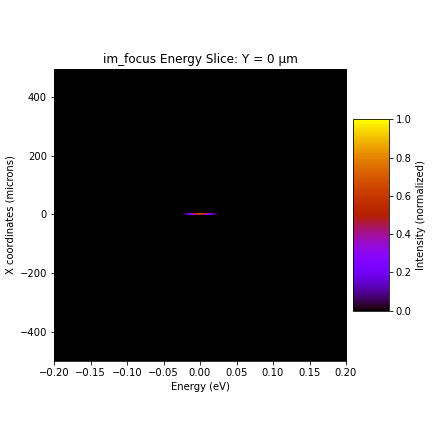 im_focus Energy Slice: Y = 0 μm
400
200
0
−200
−400
X coordinates (microns)
−0.20 −0.15 −0.10 −0.05 0.00 0.05 0.10 0.15 0.20
Energy (eV)
1.0
0.8
0.6
0.4
0.2
0.0
Intensity (normalized)